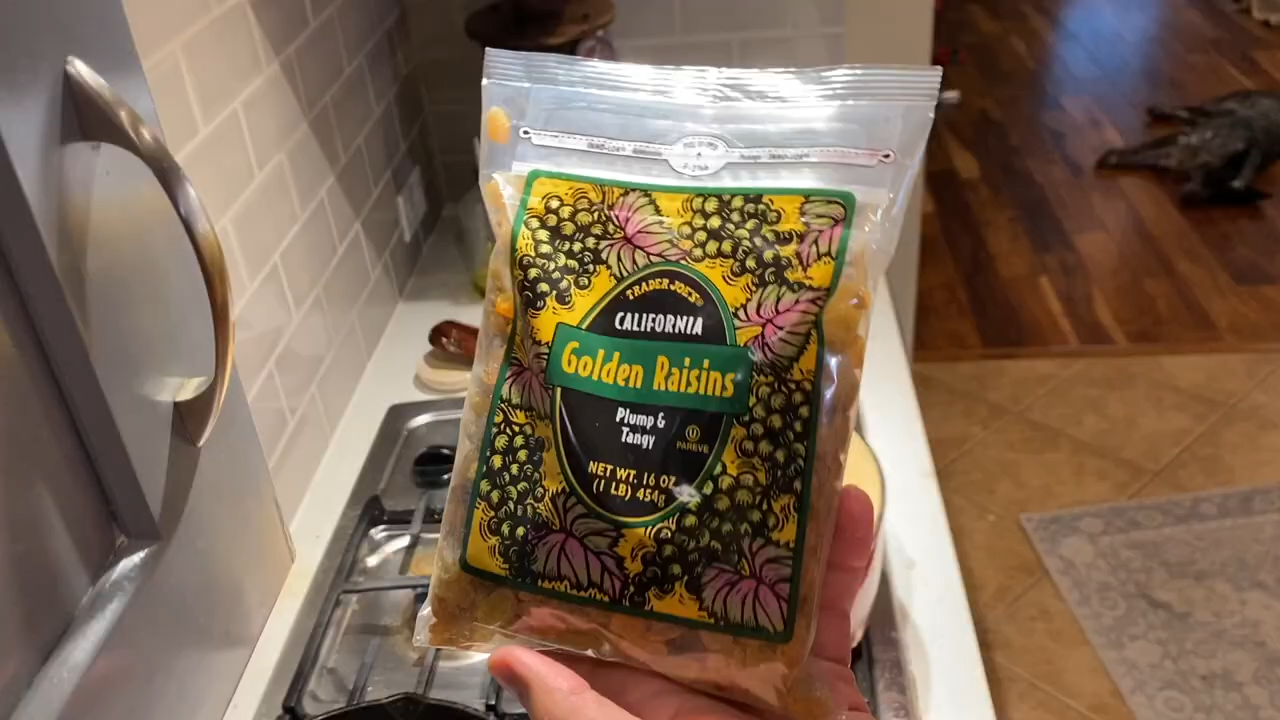 TRADER JOE'S®
CALIFORNIA
Golden Raisins
Plump &
Tangy
U
PAREVE
NET WT. 16 OZ
(1 LB) 454g